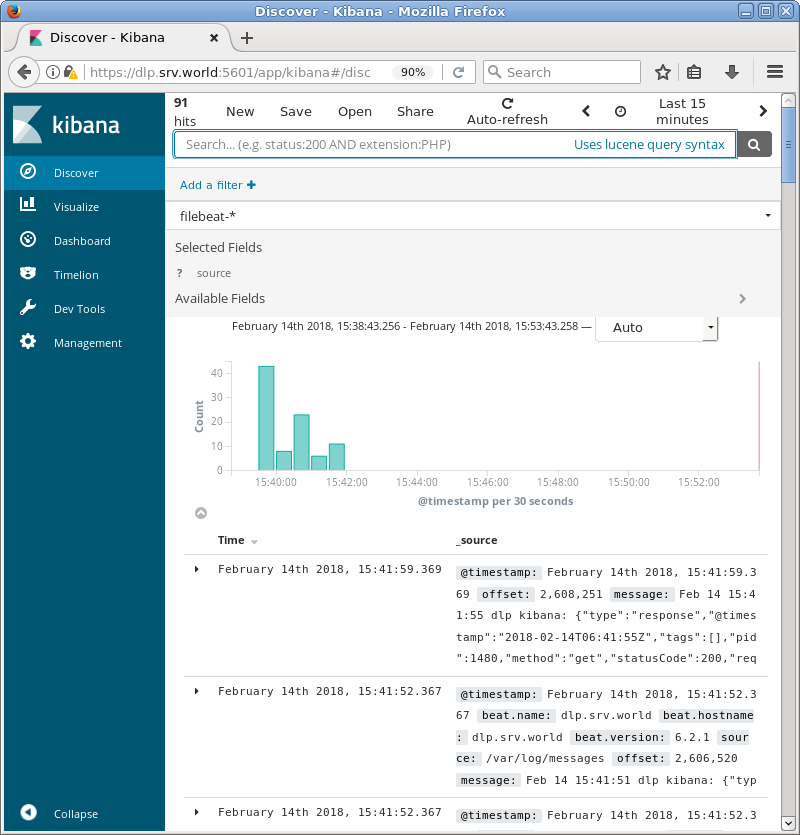 Discover - Kibana - Mozilla Firefox
Discover - Kibana
https://dlp.srv.world:5601/app/kibana#/disc 90% Search
kibana
Discover
Visualize
Dashboard
Timelion
Dev Tools
Management
Collapse
91
hits
New Save Open Share Auto-refresh Last 15
minutes
Search... (e.g. status:200 AND extension:PHP) Uses lucene query syntax
Add a filter +
filebeat-*
Selected Fields
? source
Available Fields
February 14th 2018, 15:38:43.256 - February 14th 2018, 15:53:43.258 — Auto
Count
40
30
20
10
0
15:40:00 15:42:00 15:44:00 15:46:00 15:48:00 15:50:00 15:52:00
@timestamp per 30 seconds
Time _source
February 14th 2018, 15:41:59.369 @timestamp: February 14th 2018, 15:41:59.3
69 offset: 2,608,251 message: Feb 14 15:4
1:55 dlp kibana: {"type":"response","@times
tamp":"2018-02-14T06:41:55Z","tags":[],"pid
":1480,"method":"get","statusCode":200,"req
February 14th 2018, 15:41:52.367 @timestamp: February 14th 2018, 15:41:52.3
67 beat.name: dlp.srv.world beat.hostname
: dlp.srv.world beat.version: 6.2.1 sour
ce: /var/log/messages offset: 2,606,520
message: Feb 14 15:41:51 dlp kibana: {"typ
February 14th 2018, 15:41:52.367 @timestamp: February 14th 2018, 15:41:52.3